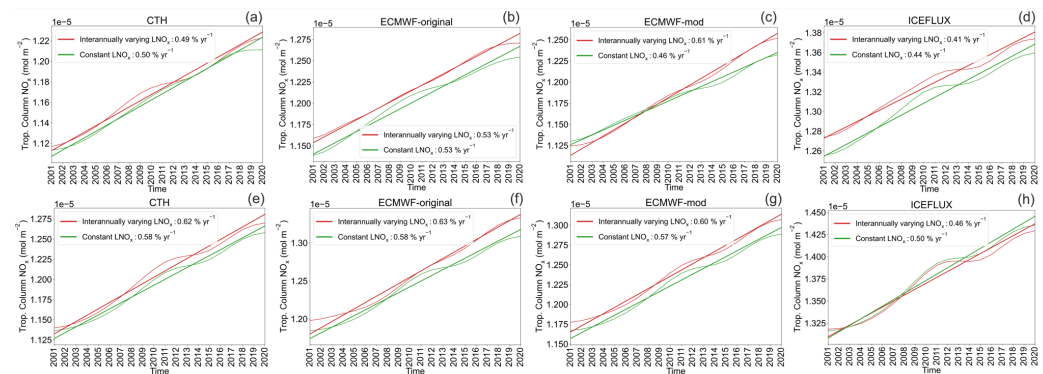 CTH (a)
1e−5
Trop. Column NOx (mol m−2)
1.22
1.20
1.18
1.16
1.14
1.12
Interannually varying LNOx : 0.49 % yr−1
Constant LNOx : 0.50 % yr−1
2001 2002 2003 2004 2005 2006 2007 2008 2009 2010 2011 2012 2013 2014 2015 2016 2017 2018 2019 2020
Time
ECMWF-original (b)
1e−5
Trop. Column NOx (mol m−2)
1.275
1.250
1.225
1.200
1.175
1.150
Interannually varying LNOx : 0.53 % yr−1
Constant LNOx : 0.53 % yr−1
2001 2002 2003 2004 2005 2006 2007 2008 2009 2010 2011 2012 2013 2014 2015 2016 2017 2018 2019 2020
Time
ECMWF-mod (c)
1e−5
Trop. Column NOx (mol m−2)
1.250
1.225
1.200
1.175
1.150
1.125
Interannually varying LNOx : 0.61 % yr−1
Constant LNOx : 0.46 % yr−1
2001 2002 2003 2004 2005 2006 2007 2008 2009 2010 2011 2012 2013 2014 2015 2016 2017 2018 2019 2020
Time
ICEFLUX (d)
1e−5
Trop. Column NOx (mol m−2)
1.38
1.36
1.34
1.32
1.30
1.28
1.26
Interannually varying LNOx : 0.41 % yr−1
Constant LNOx : 0.44 % yr−1
2001 2002 2003 2004 2005 2006 2007 2008 2009 2010 2011 2012 2013 2014 2015 2016 2017 2018 2019 2020
Time
CTH (e)
1e−5
Trop. Column NOx (mol m−2)
1.275
1.250
1.225
1.200
1.175
1.150
1.125
Interannually varying LNOx : 0.62 % yr−1
Constant LNOx : 0.58 % yr−1
2001 2002 2003 2004 2005 2006 2007 2008 2009 2010 2011 2012 2013 2014 2015 2016 2017 2018 2019 2020
Time
ECMWF-original (f)
1e−5
Trop. Column NOx (mol m−2)
1.30
1.20
Interannually varying LNOx : 0.63 % yr−1
Constant LNOx : 0.58 % yr−1
2001 2002 2003 2004 2005 2006 2007 2008 2009 2010 2011 2012 2013 2014 2015 2016 2017 2018 2019 2020
Time
ECMWF-mod (g)
1e−5
Trop. Column NOx (mol m−2)
1.300
1.275
1.250
1.225
1.200
1.175
1.150
Interannually varying LNOx : 0.60 % yr−1
Constant LNOx : 0.57 % yr−1
2001 2002 2003 2004 2005 2006 2007 2008 2009 2010 2011 2012 2013 2014 2015 2016 2017 2018 2019 2020
Time
ICEFLUX (h)
1e−5
Trop. Column NOx (mol m−2)
1.450
1.425
1.400
1.375
1.350
1.325
Interannually varying LNOx : 0.46 % yr−1
Constant LNOx : 0.50 % yr−1
2001 2002 2003 2004 2005 2006 2007 2008 2009 2010 2011 2012 2013 2014 2015 2016 2017 2018 2019 2020
Time